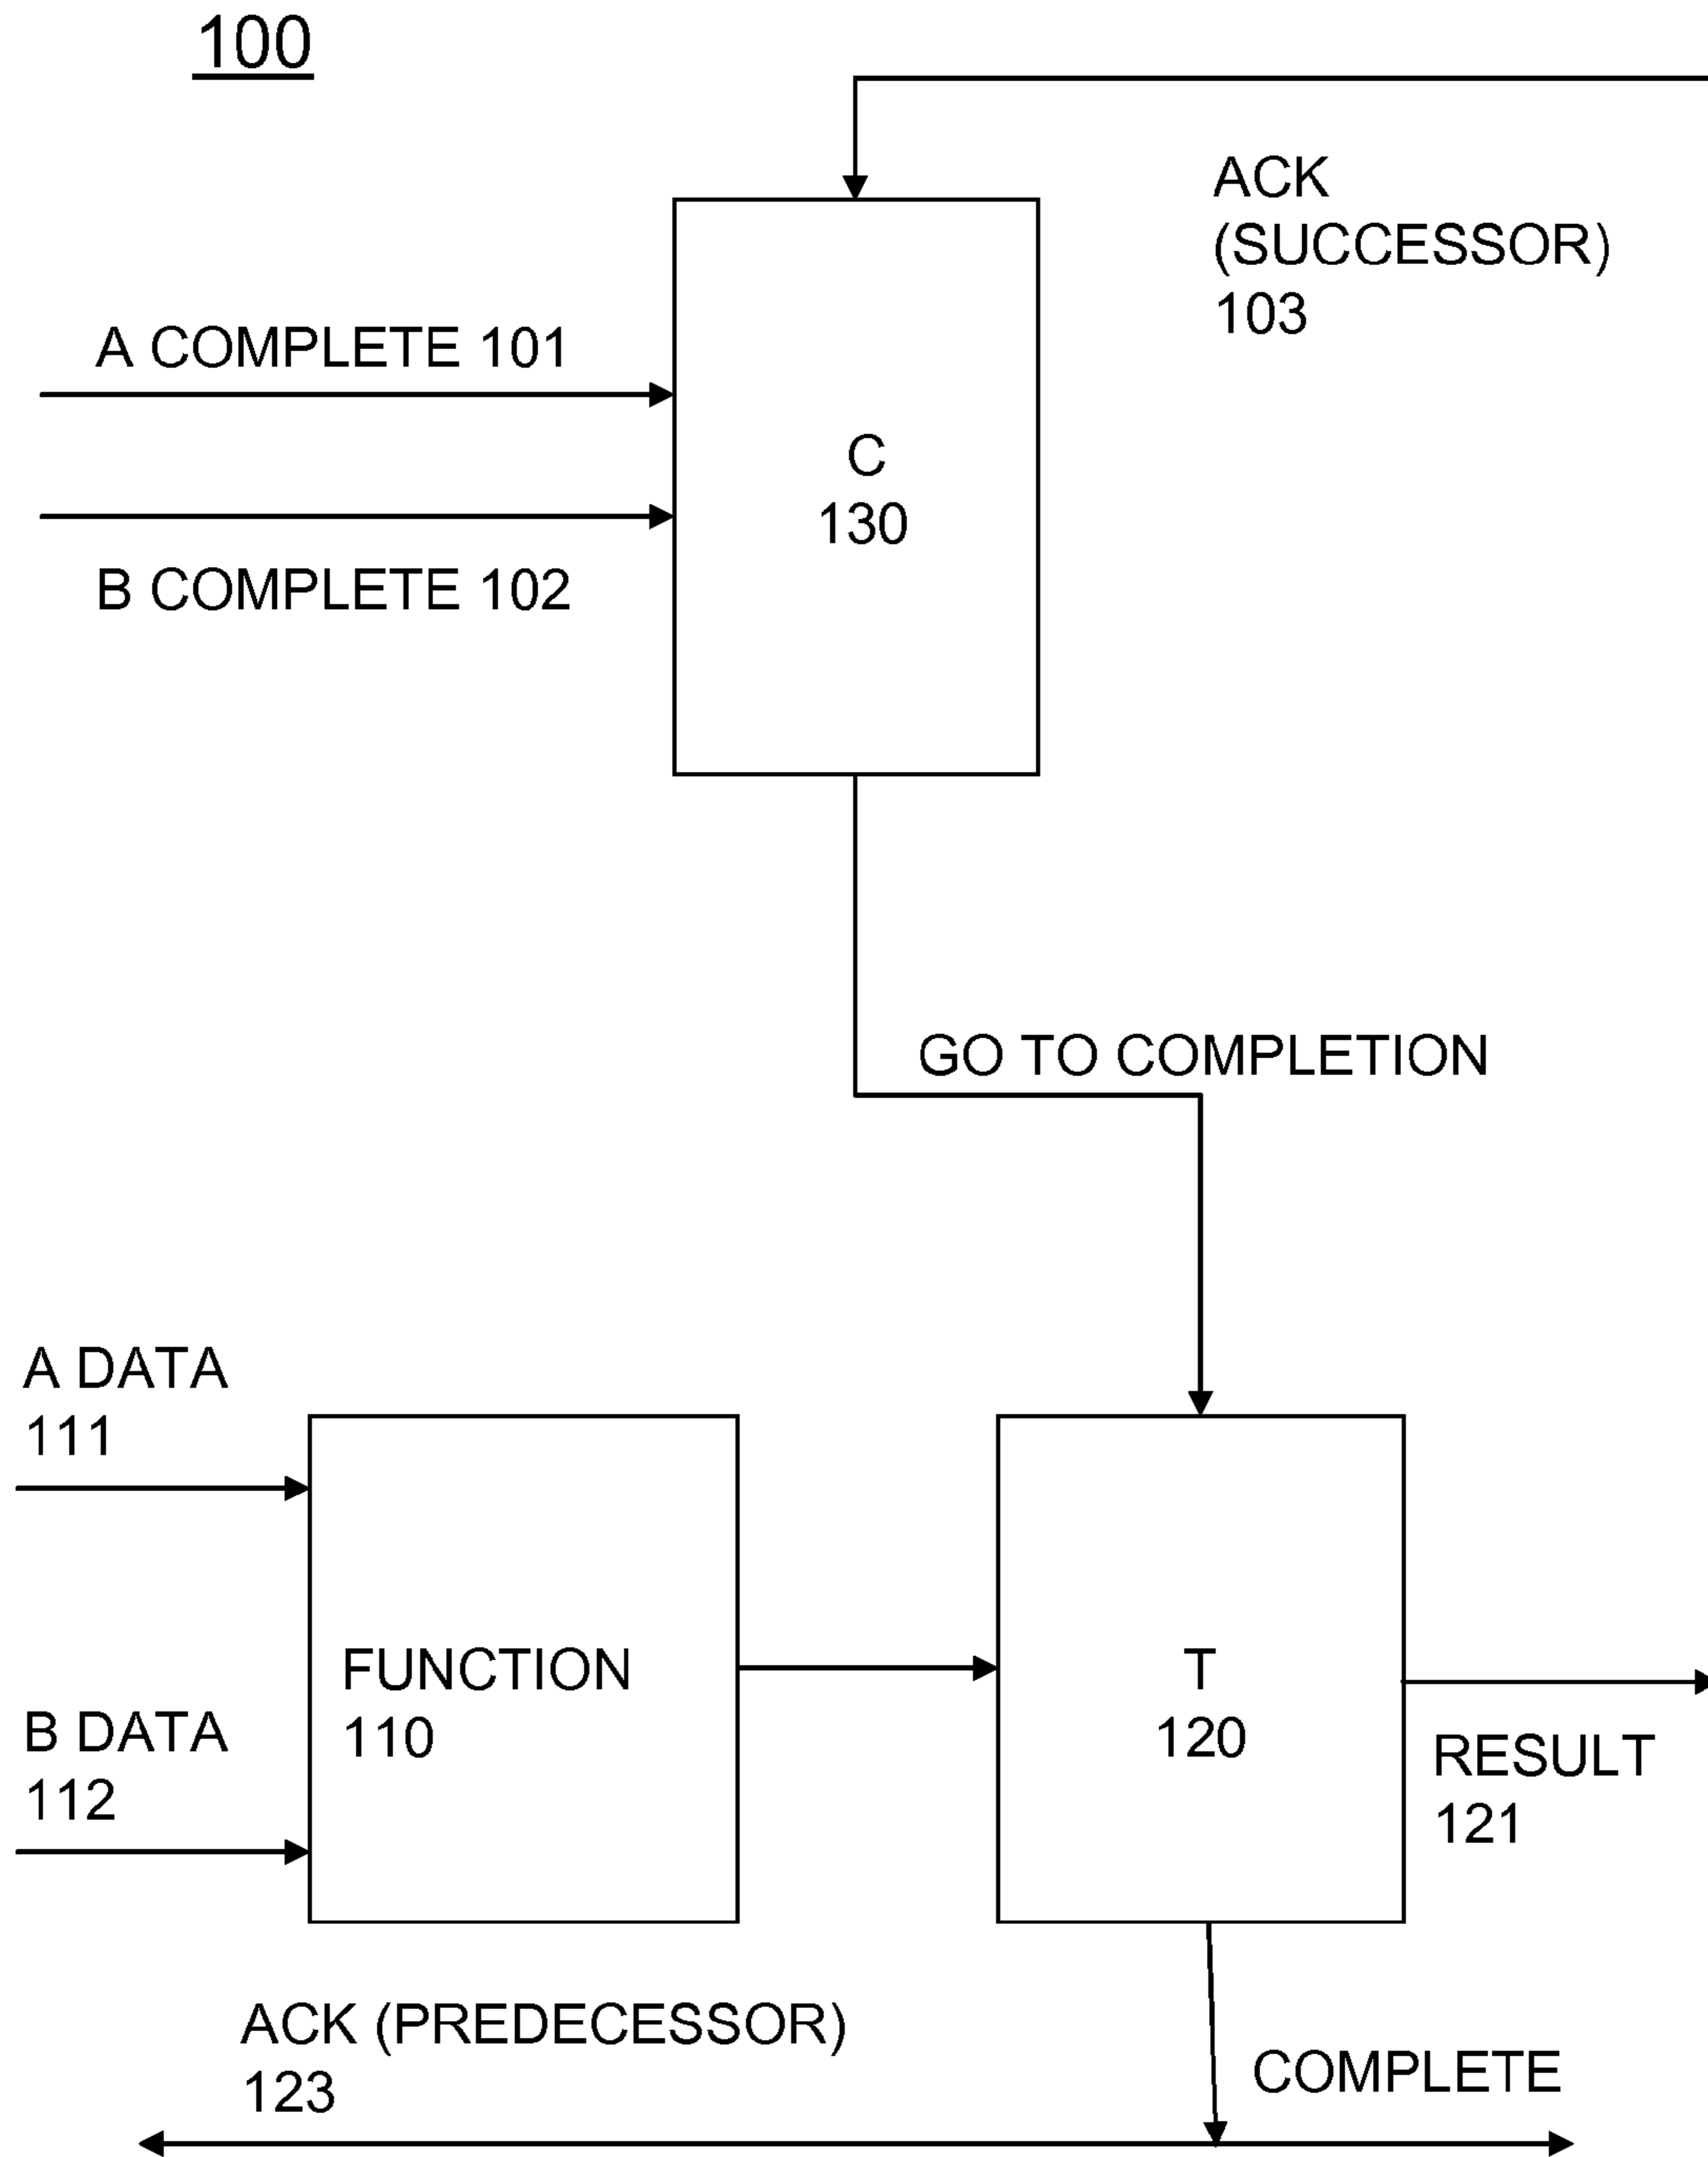 100
ACK
(SUCCESSOR)
103
A COMPLETE 101
C
130
B COMPLETE 102
GO TO COMPLETION
A DATA
111
FUNCTION
110
T
120
B DATA
112
RESULT
121
ACK (PREDECESSOR)
123
COMPLETE